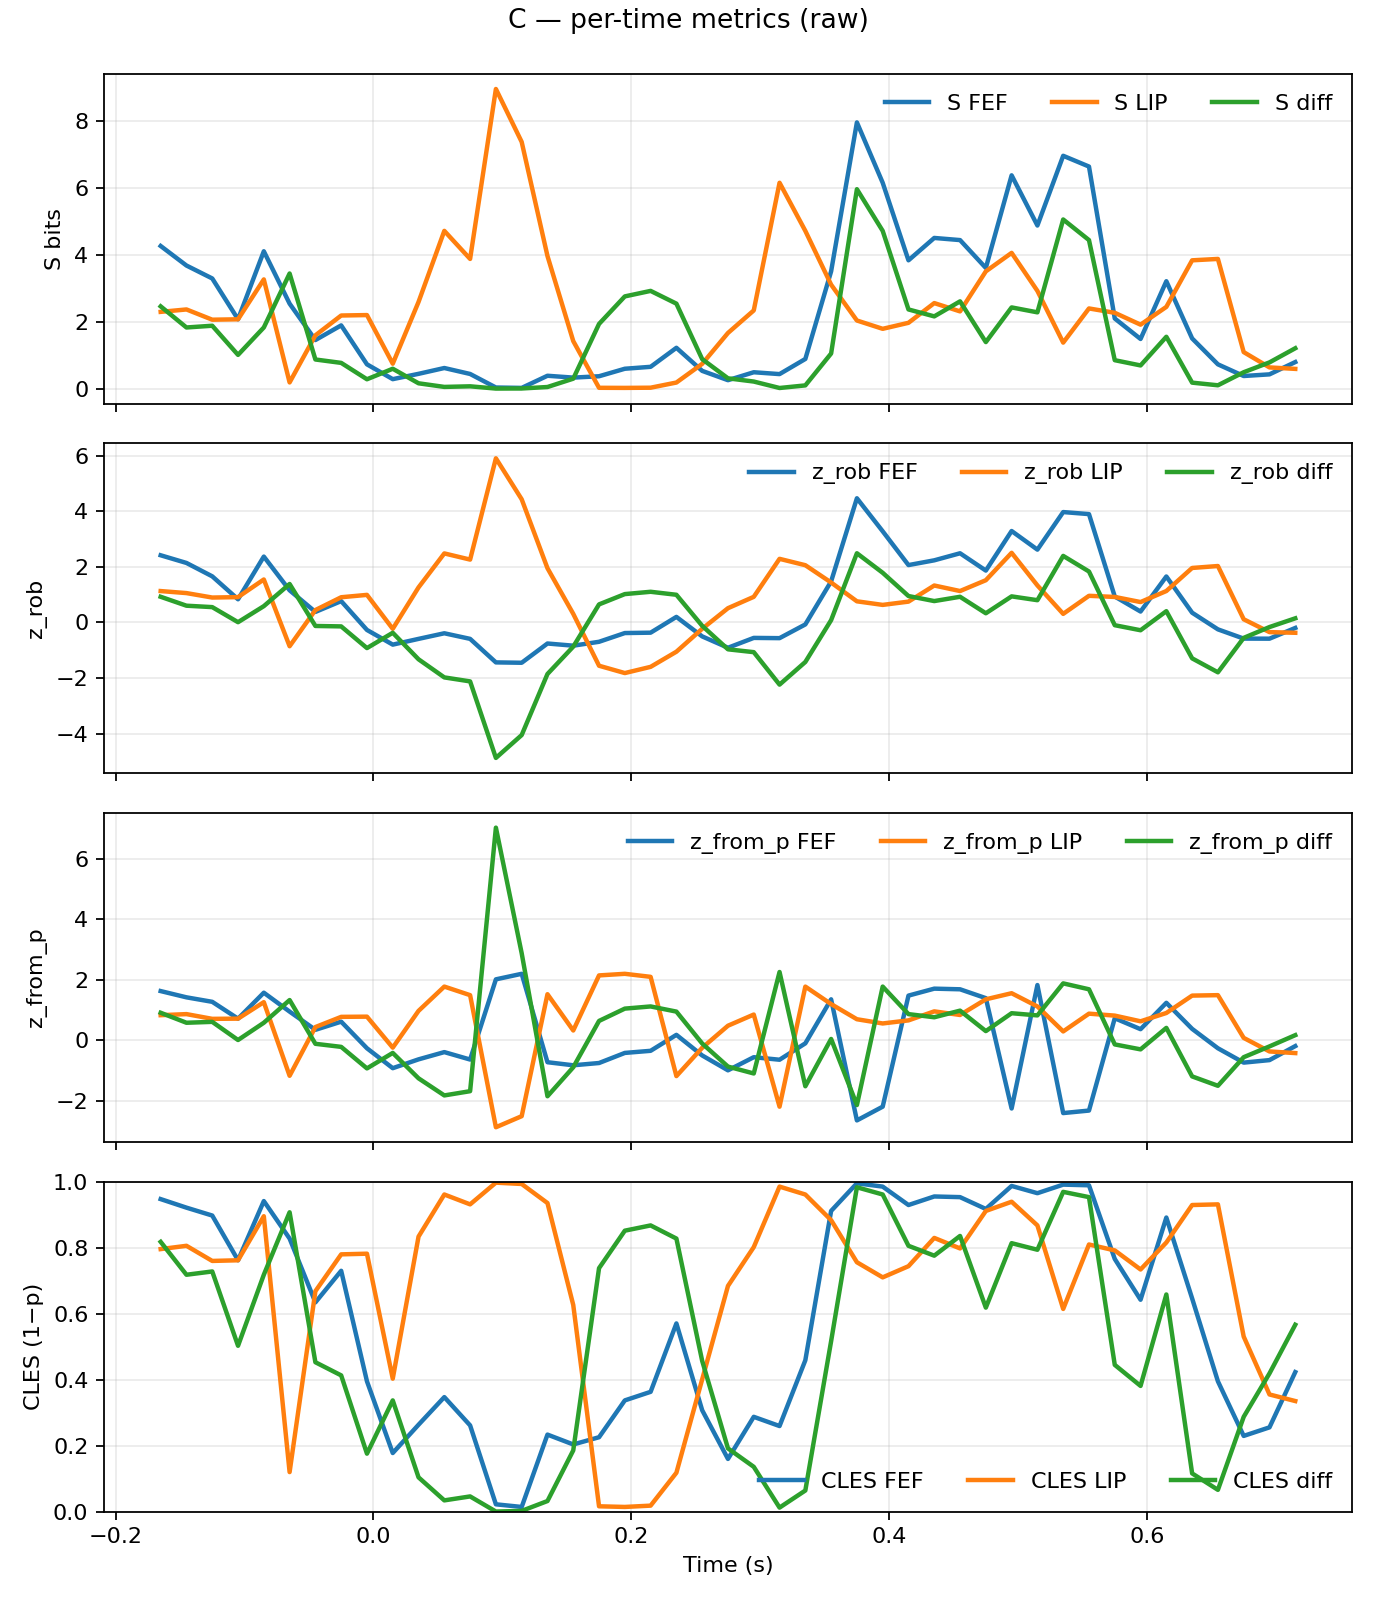 C — per-time metrics (raw)
S FEF S LIP S diff
8
6
4
2
0
S bits
z_rob FEF z_rob LIP z_rob diff
6
4
2
0
−2
−4
z_rob
z_from_p FEF z_from_p LIP z_from_p diff
6
4
2
0
−2
z_from_p
1.0
0.8
0.6
0.4
0.2
0.0
CLES (1−p)
CLES FEF CLES LIP CLES diff
−0.2 0.0 0.2 0.4 0.6
Time (s)